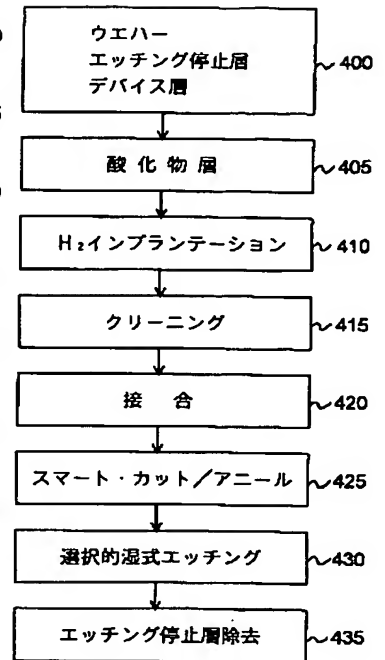 ウエハー
エッチング停止層
デバイス層
400
酸化物層
405
H₂インプランテーション
410
クリーニング
415
接 合
420
スマート・カット/アニール
425
選択的湿式エッチング
430
エッチング停止層除去
435